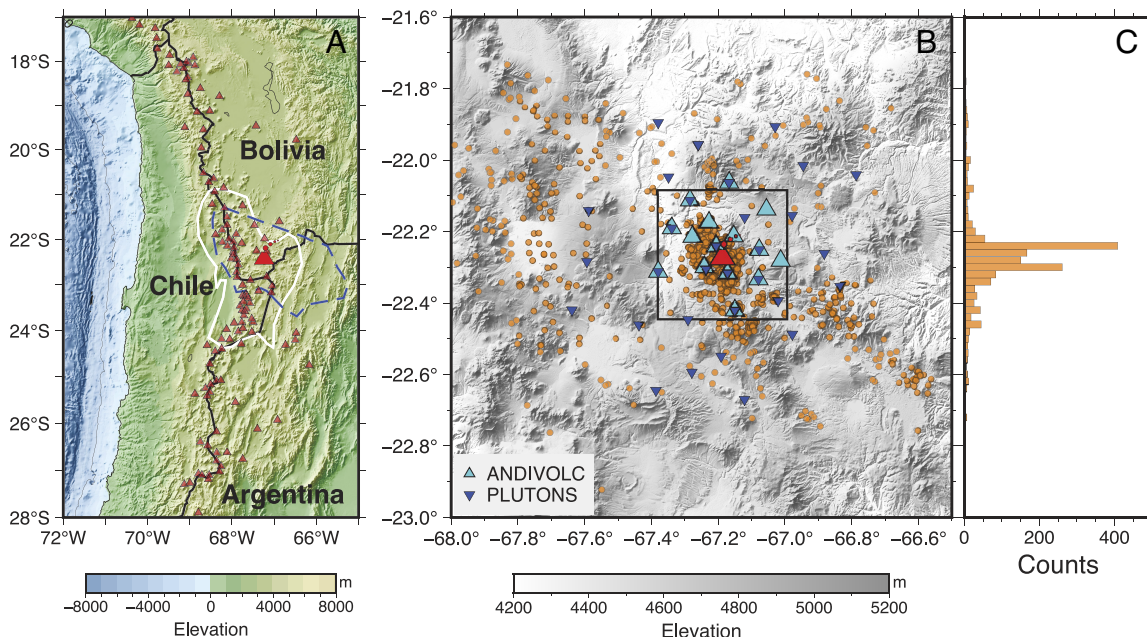 A
B
C
18°S
20°S
22°S
24°S
26°S
28°S
72°W
70°W
68°W
66°W
Bolivia
Chile
Argentina
−21.6°
−21.8°
−22.0°
−22.2°
−22.4°
−22.6°
−22.8°
−23.0°
−68.0°
−67.8°
−67.6°
−67.4°
−67.2°
−67.0°
−66.8°
−66.6°
ANDIVOLC
PLUTONS
0
200
400
Counts
m
−8000
−4000
0
4000
8000
Elevation
m
4200
4400
4600
4800
5000
5200
Elevation